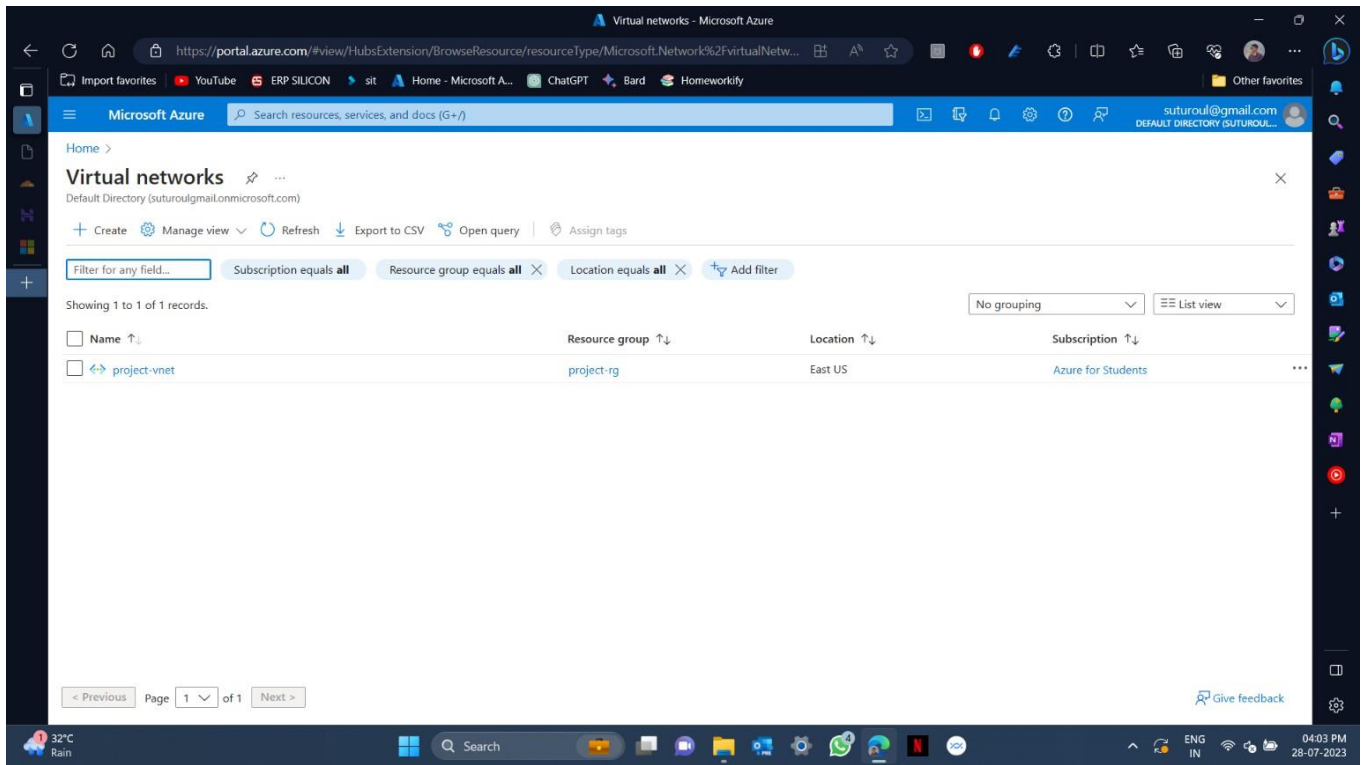 Virtual networks - Microsoft Azure
https://portal.azure.com/#view/HubsExtension/BrowseResource/resourceType/Microsoft.Network%2FvirtualNetw...
Import favorites YouTube ERP SILICON sit Home - Microsoft A... ChatGPT Bard Homeworkify Other favorites
Microsoft Azure Search resources, services, and docs (G+/) suturoul@gmail.com
DEFAULT DIRECTORY (SUTUROUL...
Home >
Virtual networks ...
Default Directory (suturoulgmail.onmicrosoft.com)
+ Create Manage view Refresh Export to CSV Open query Assign tags
Filter for any field... Subscription equals all Resource group equals all Location equals all Add filter
Showing 1 to 1 of 1 records. No grouping List view
Name Resource group Location Subscription
project-vnet project-rg East US Azure for Students ...
< Previous Page 1 of 1 Next > Give feedback
1 32°C Search 4 ENG 04:03 PM
Rain IN 28-07-2023